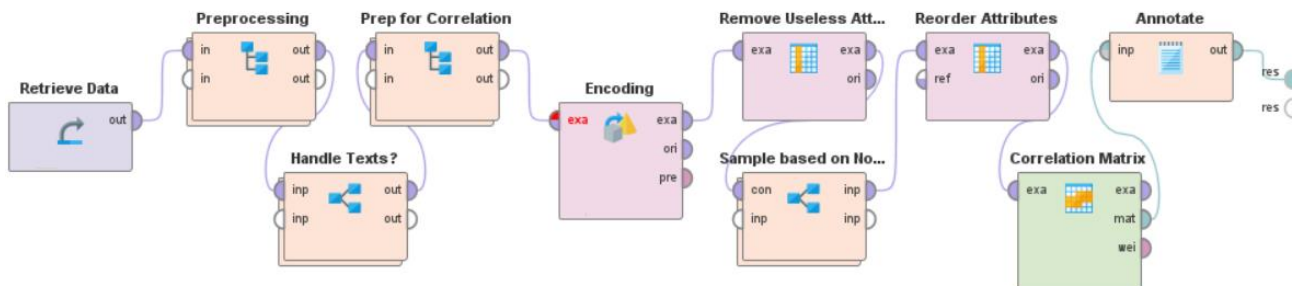 Preprocessing
in out
in out
Prep for Correlation
in out
in out
Remove Useless Att...
exa exa
ori
Reorder Attributes
exa exa
ref ori
Annotate
inp out
res
res
Retrieve Data
out
Encoding
exa exa
ori
pre
Handle Texts?
inp out
inp out
Sample based on No...
con inp
inp inp
Correlation Matrix
exa exa
mat
wei